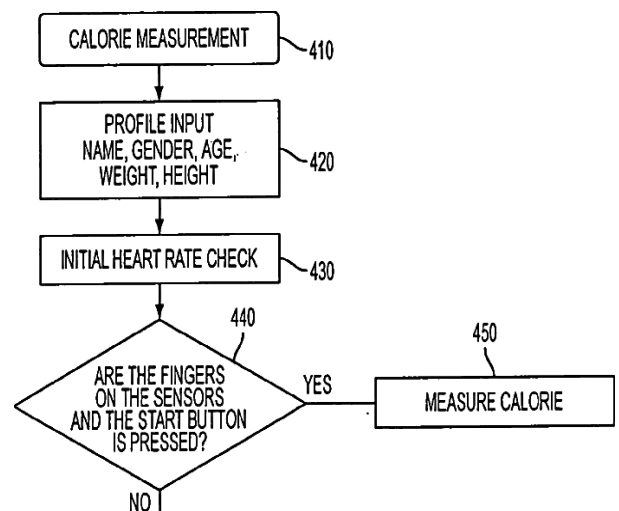 CALORIE MEASUREMENT
410
PROFILE INPUT
NAME, GENDER, AGE,
WEIGHT, HEIGHT
420
INITIAL HEART RATE CHECK
430
440
ARE THE FINGERS
ON THE SENSORS
AND THE START BUTTON
IS PRESSED?
YES
450
MEASURE CALORIE
NO